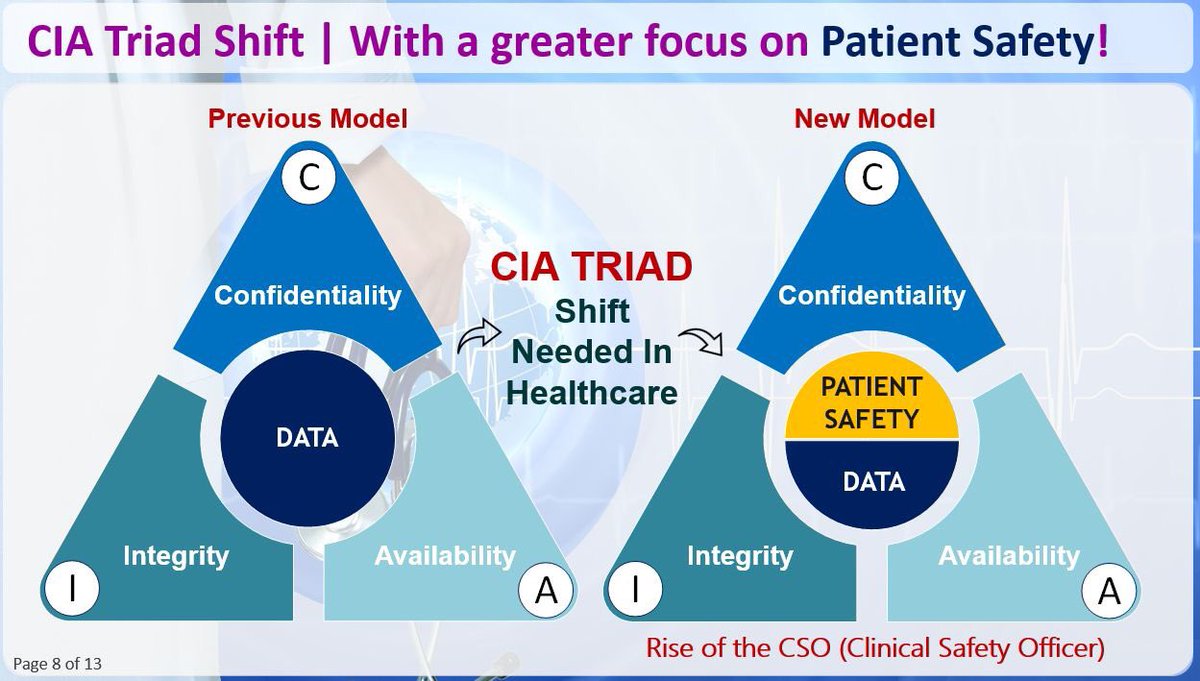 CIA Triad Shift | With a greater focus on Patient Safety!
Previous Model
C
Confidentiality
DATA
Integrity
Availability
I
A
CIA TRIAD
Shift
Needed In
Healthcare
New Model
C
Confidentiality
PATIENT
SAFETY
DATA
Integrity
Availability
I
A
Rise of the CSO (Clinical Safety Officer)
Page 8 of 13